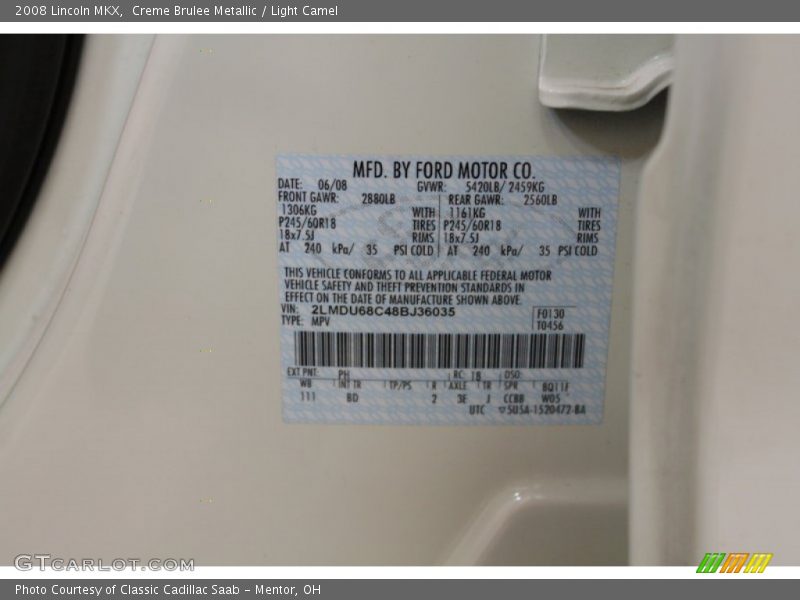 2008 Lincoln MKX,  Creme Brulee Metallic / Light Camel
MFD. BY FORD MOTOR CO.
DATE: 06/08 GVWR: 5420LB/ 2459KG
FRONT GAWR: 2880LB REAR GAWR: 2560LB
1306KG WITH 1161KG WITH
P245/60R18 TIRES P245/60R18 TIRES
18x7.5J RIMS 18x7.5J RIMS
AT 240 kPa/ 35 PSI COLD AT 240 kPa/ 35 PSI COLD
THIS VEHICLE CONFORMS TO ALL APPLICABLE FEDERAL MOTOR
VEHICLE SAFETY AND THEFT PREVENTION STANDARDS IN
EFFECT ON THE DATE OF MANUFACTURE SHOWN ABOVE.
VIN: 2LMDU68C48BJ36035 F0130
TYPE: MPV T0456
EXT PNT: PH RC: 18 DSO:
WB INT TR TP/PS R AXLE TR SPR BQ11F
111 BD 2 3E J CCBB W05
UTC 5U5A-1520472-BA
GTCarLot.com
Photo Courtesy of Classic Cadillac Saab – Mentor, OH